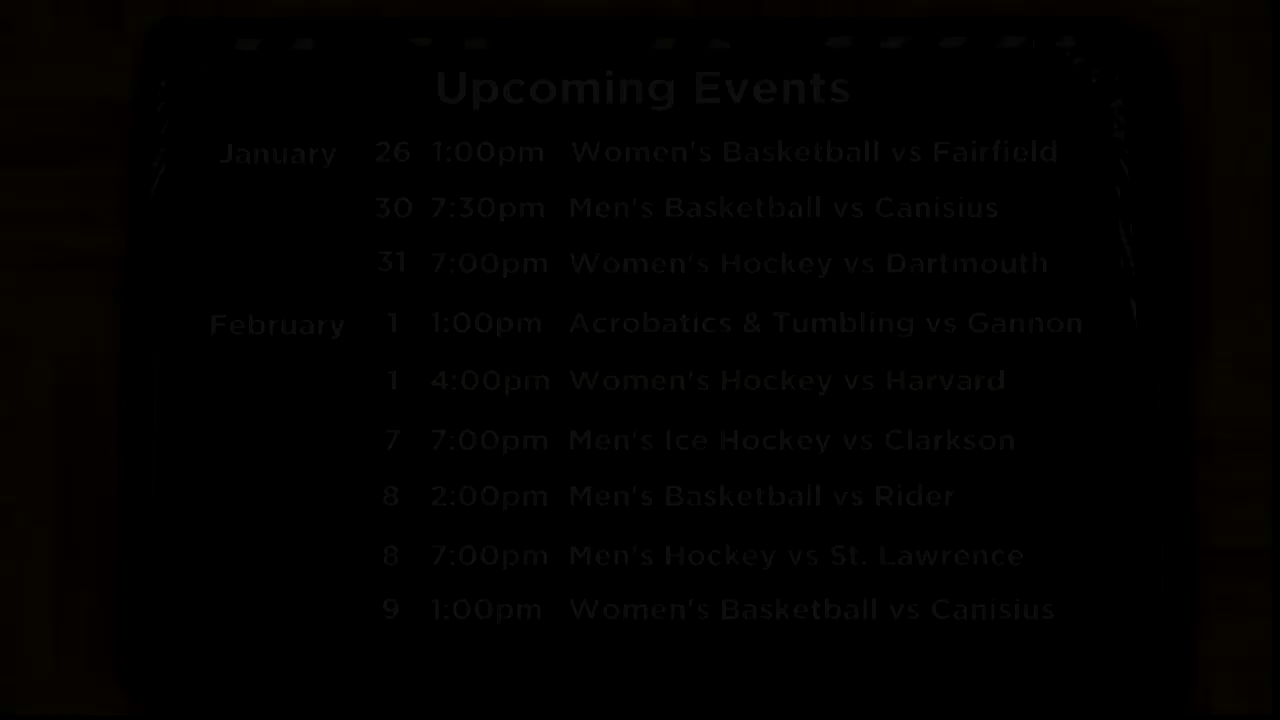 Upcoming Events
January 26 1:00pm Women's Basketball vs Fairfield
30 7:30pm Men's Basketball vs Canisius
31 7:00pm Women's Hockey vs Dartmouth
February 1 1:00pm Acrobatics & Tumbling vs Gannon
1 4:00pm Women's Hockey vs Harvard
7 7:00pm Men's Ice Hockey vs Clarkson
8 2:00pm Men's Basketball vs Rider
8 7:00pm Men's Hockey vs St. Lawrence
9 1:00pm Women's Basketball vs Canisius